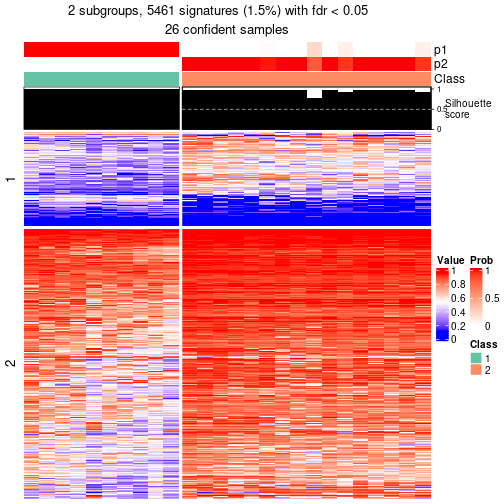 2 subgroups, 5461 signatures (1.5%) with fdr < 0.05
26 confident samples
p1
p2
Class
1
0.5
0
Silhouette
score
1
2
Value
1
0.8
0.6
0.4
0.2
0
Prob
1
0.5
0
Class
1
2